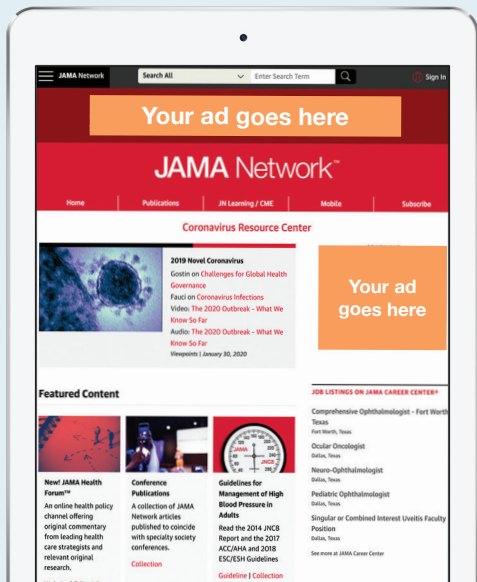 JAMA Network
Search All
Enter Search Term
Sign In
Your ad goes here
JAMA Network™
Home
Publications
JN Learning / CME
Mobile
Subscribe
Coronavirus Resource Center
2019 Novel Coronavirus
Gostin on Challenges for Global Health
Governance
Fauci on Coronavirus Infections
Video: The 2020 Outbreak – What We
Know So Far
Audio: The 2020 Outbreak – What We
Know So Far
Viewpoints | January 30, 2020
Your ad
goes here
Featured Content
New! JAMA Health
Forum™
An online health policy
channel offering
original commentary
from leading health
care strategists and
relevant original
research.
Conference
Publications
A collection of JAMA
Network articles
published to coincide
with specialty society
conferences.
Collection
JAMA
JNCB
Guidelines for
Management of High
Blood Pressure in
Adults
Read the 2014 JNCB
Report and the 2017
ACC/AHA and 2018
ESC/ESH Guidelines
Guideline | Collection
JOB LISTINGS ON JAMA CAREER CENTER®
Comprehensive Ophthalmologist - Fort Worth
Texas
Fort Worth, Texas
Ocular Oncologist
Dallas, Texas
Neuro-Ophthalmologist
Dallas, Texas
Pediatric Ophthalmologist
Dallas, Texas
Singular or Combined Interest Uveitis Faculty
Position
Dallas, Texas
See more at JAMA Career Center